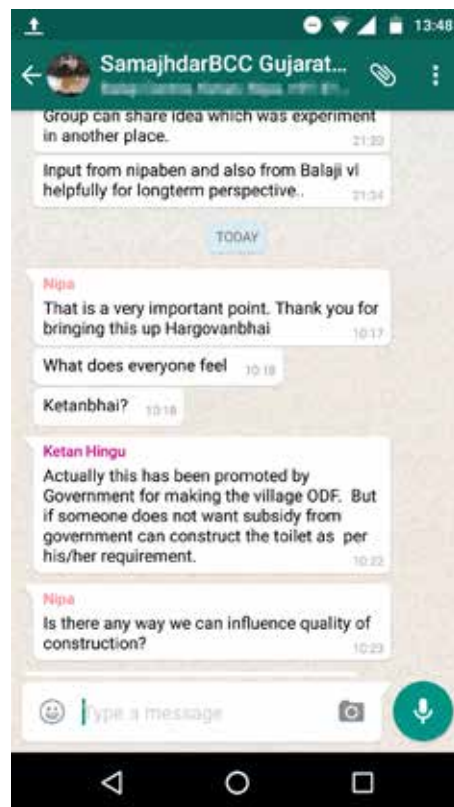 13:48
SamajhdarBCC Gujarat...
Group can share idea which was experiment
in another place.
21:20
Input from nipaben and also from Balaji vl
helpfully for longterm perspective..
21:24
TODAY
Nipa
That is a very important point. Thank you for
bringing this up Hargovanbhai
10:17
What does everyone feel
10:18
Ketanbhai?
10:18
Ketan Hingu
Actually this has been promoted by
Government for making the village ODF. But
if someone does not want subsidy from
government can construct the toilet as per
his/her requirement.
10:22
Nipa
Is there any way we can influence quality of
construction?
10:23
Type a message